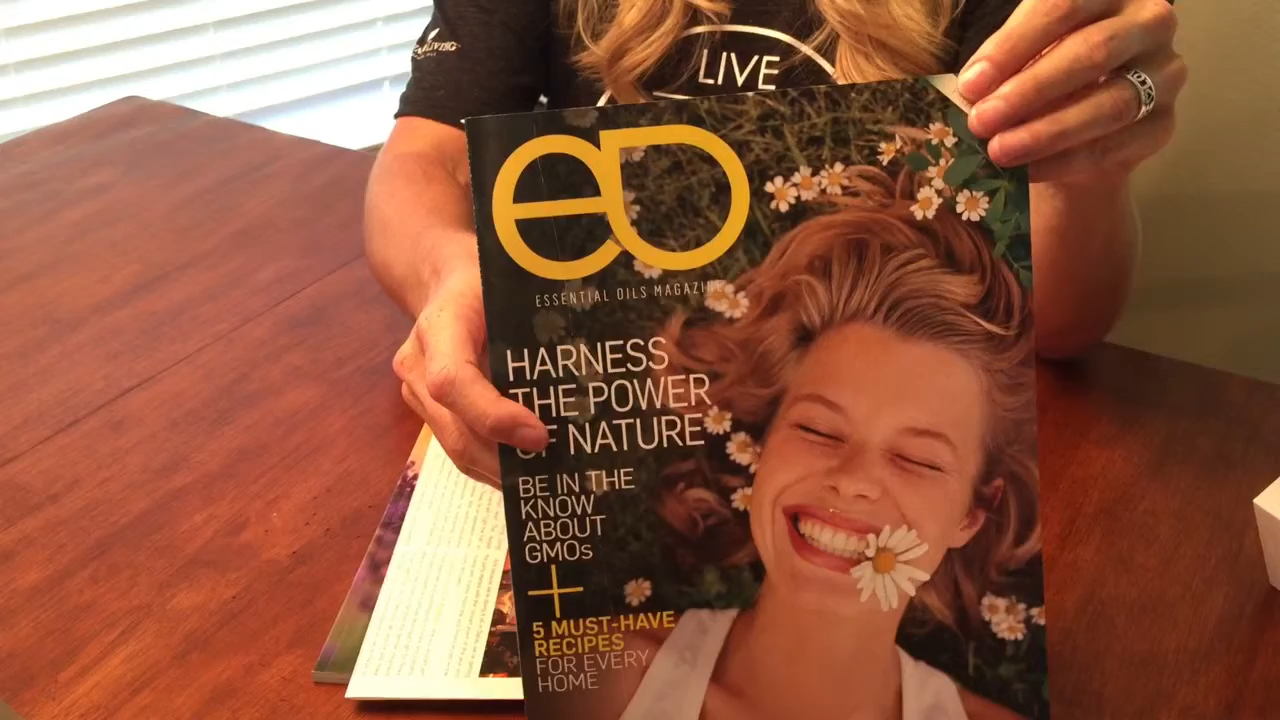 LIVE
eo
ESSENTIAL OILS MAGAZINE
HARNESS
THE POWER
OF NATURE
BE IN THE
KNOW
ABOUT
GMOs
+
5 MUST-HAVE
RECIPES
FOR EVERY
HOME